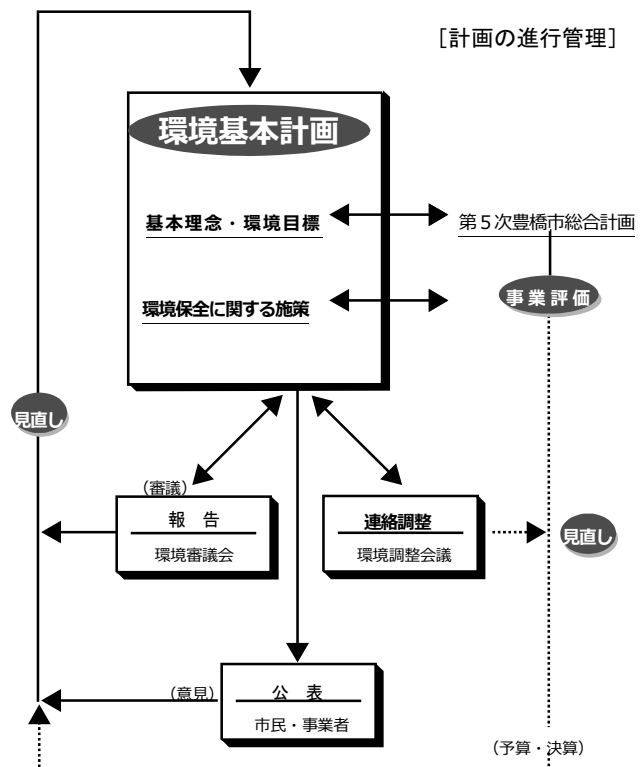 ［計画の進行管理］
環境基本計画
基本理念・環境目標
第５次豊橋市総合計画
事業評価
環境保全に関する施策
見直し
（審議）
報　告
環境審議会
連絡調整
環境調整会議
見直し
（意見）
公　表
市民・事業者
（予算・決算）